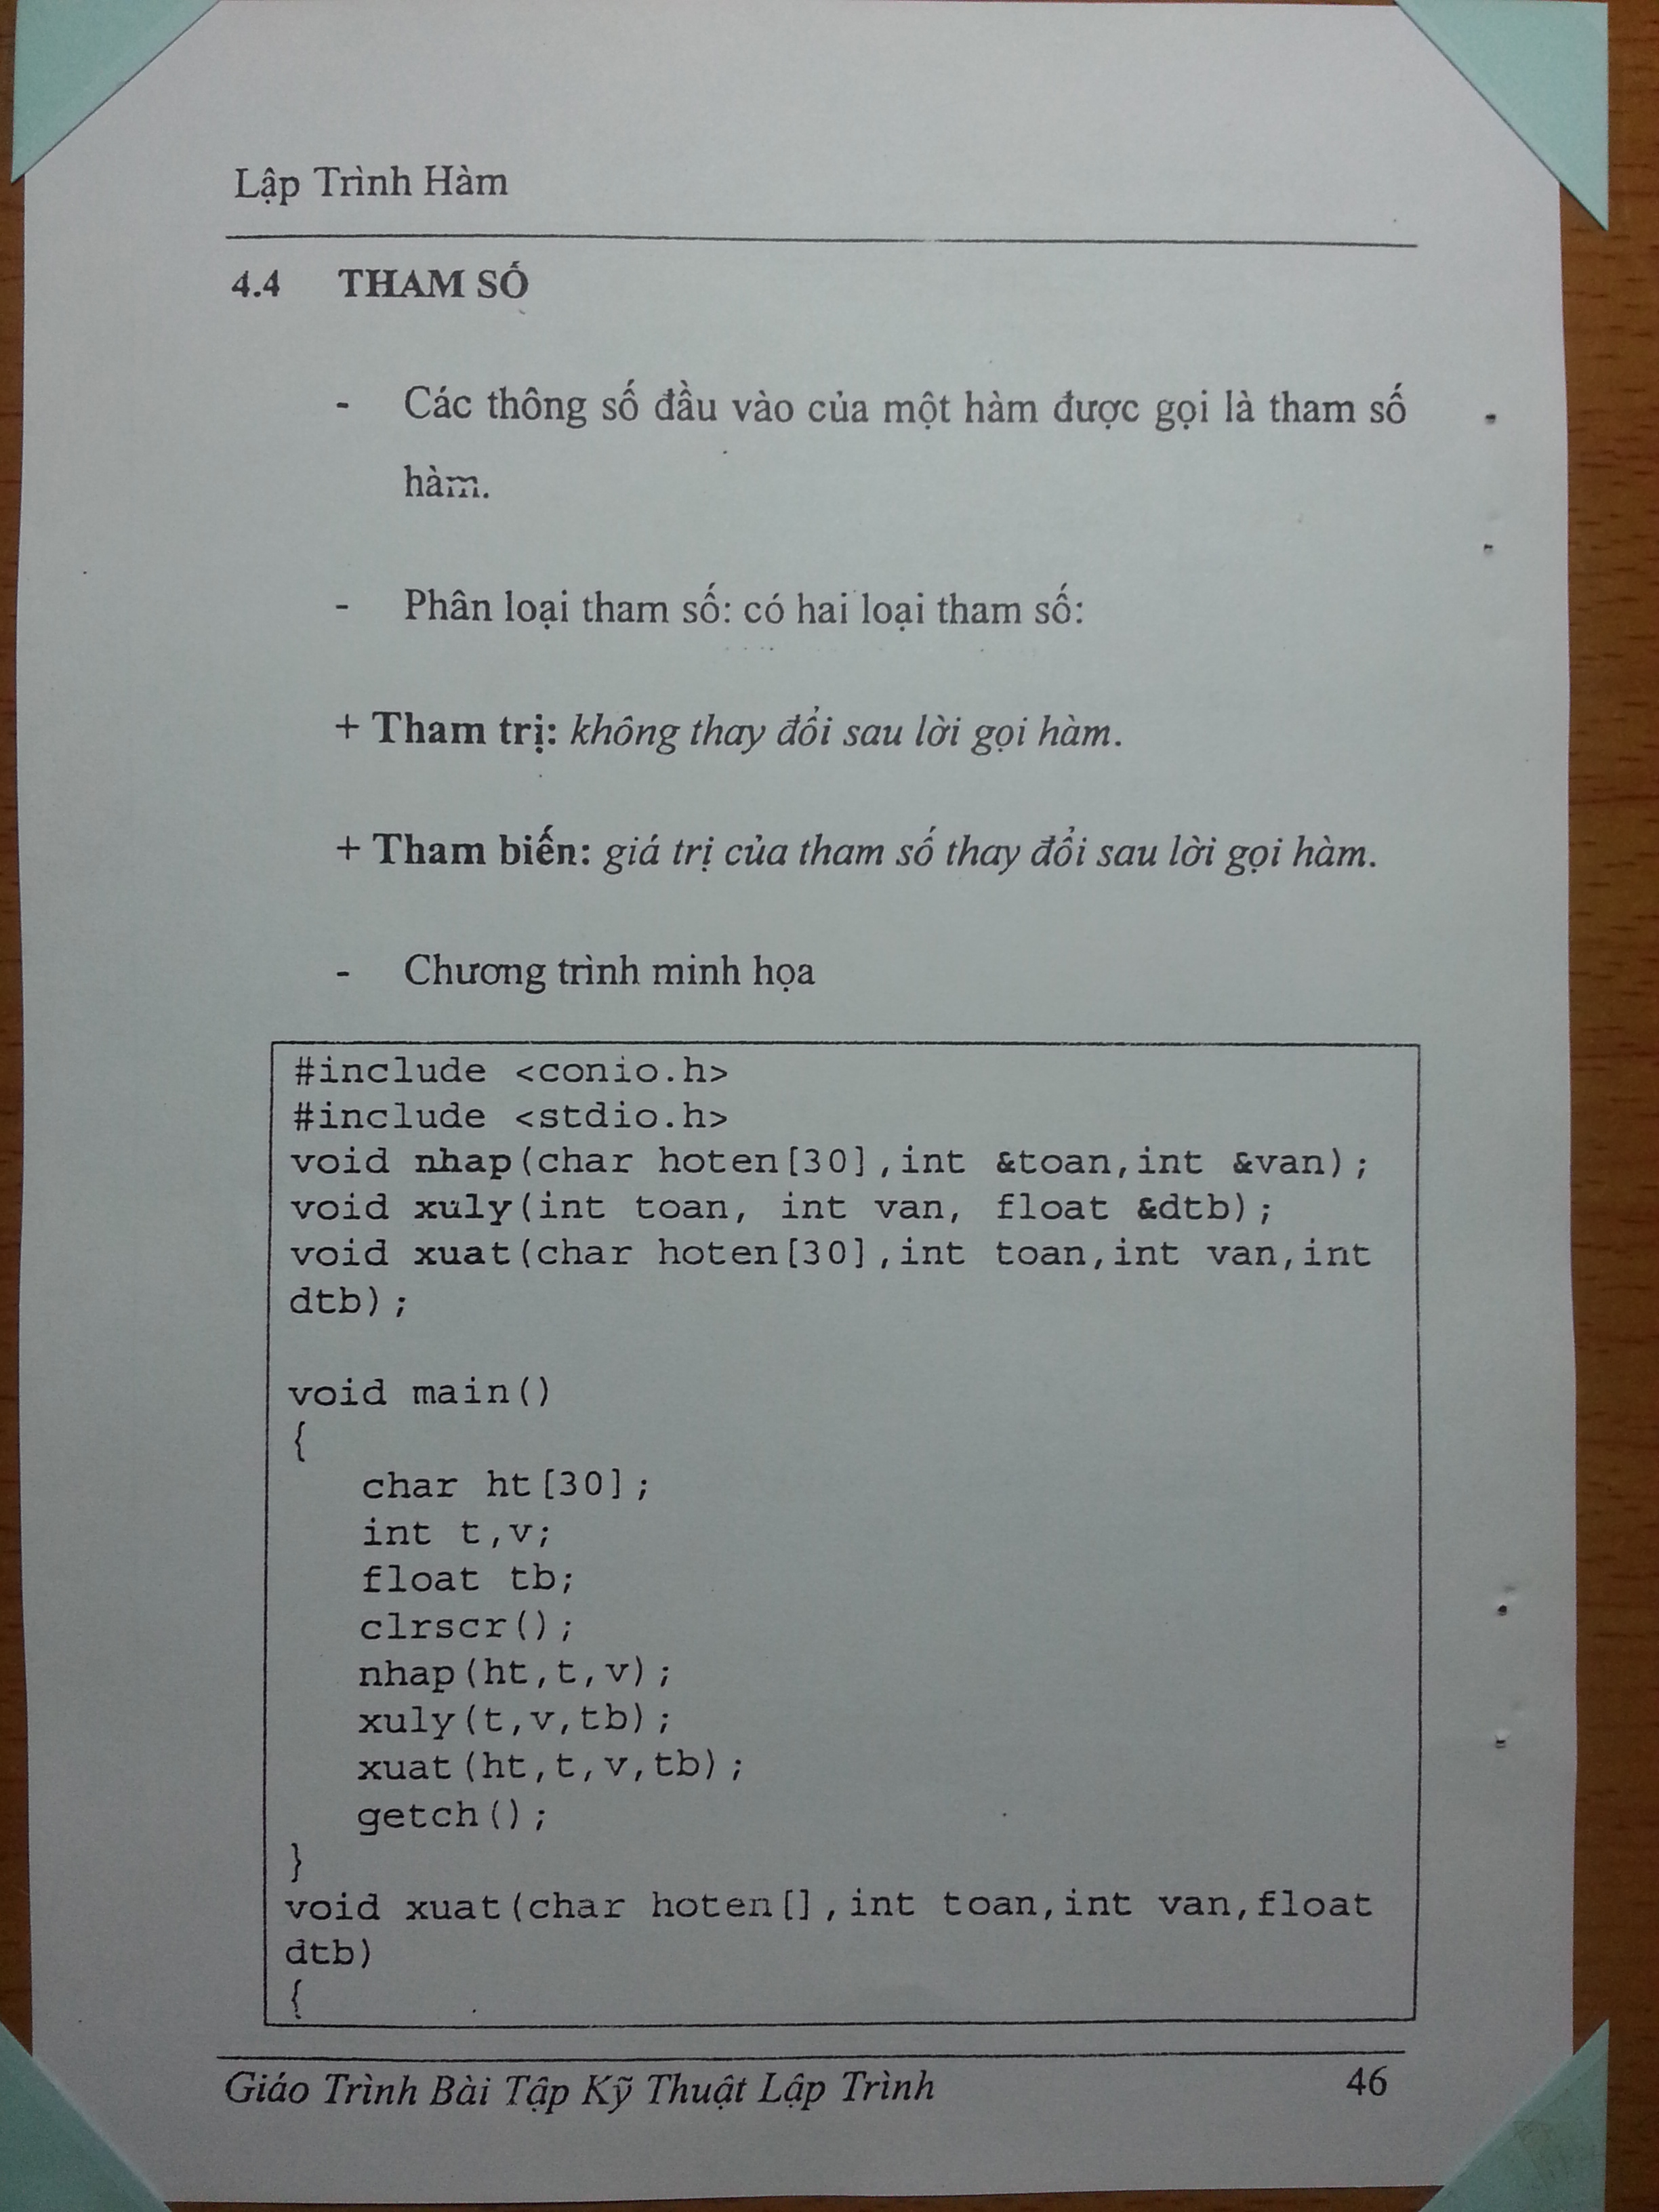 Lập Trình Hàm
4.4 THAM SỐ
- Các thông số đầu vào của một hàm được gọi là tham số
hàm.
- Phân loại tham số: có hai loại tham số:
+ Tham trị: không thay đổi sau lời gọi hàm.
+ Tham biến: giá trị của tham số thay đổi sau lời gọi hàm.
- Chương trình minh họa
#include <conio.h>
#include <stdio.h>
void nhap(char hoten[30],int &toan,int &van);
void xuly(int toan, int van, float &dtb);
void xuat(char hoten[30],int toan,int van,int
dtb);
void main()
{
char ht[30];
int t,v;
float tb;
clrscr();
nhap(ht,t,v);
xuly(t,v,tb);
xuat(ht,t,v,tb);
getch();
}
void xuat(char hoten[],int toan,int van,float
dtb)
{
Giáo Trình Bài Tập Kỹ Thuật Lập Trình 46